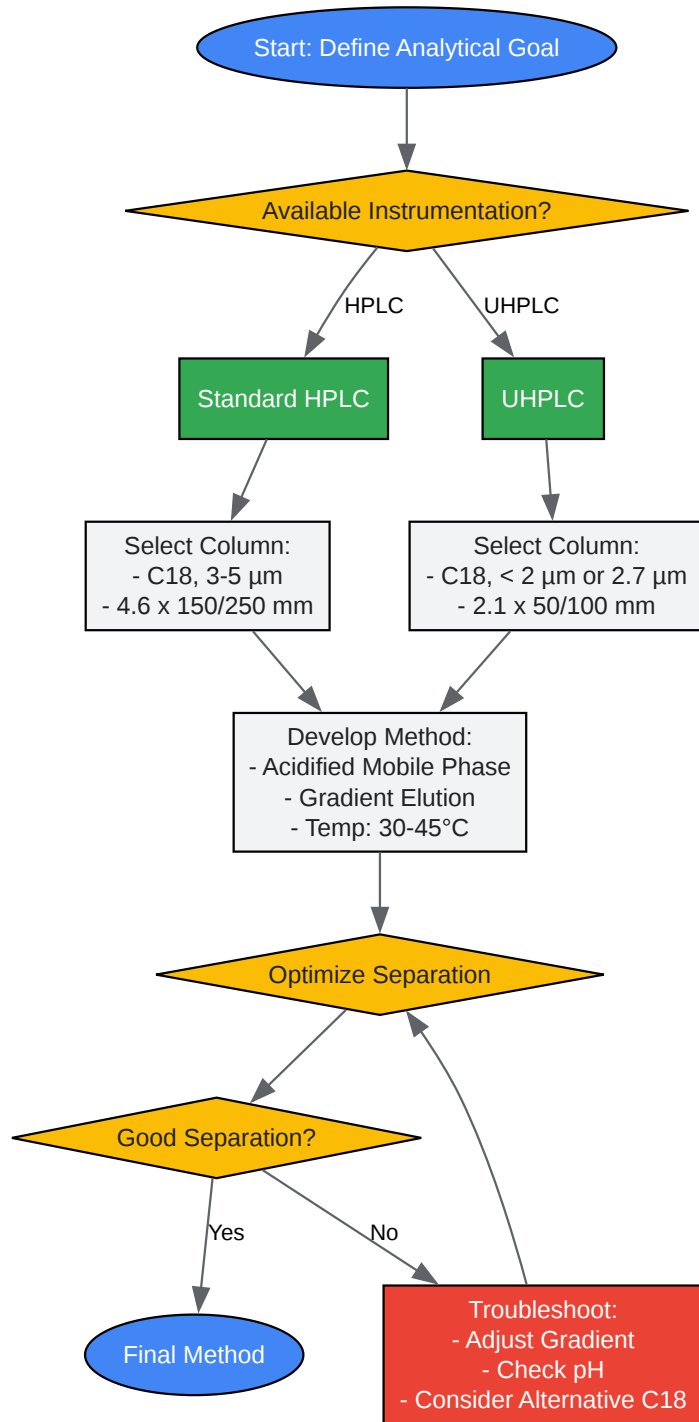 Start: Define Analytical Goal
Available Instrumentation?
HPLC
UHPLC
Standard HPLC
UHPLC
Select Column:
- C18, 3-5 µm
- 4.6 x 150/250 mm
Select Column:
- C18, < 2 µm or 2.7 µm
- 2.1 x 50/100 mm
Develop Method:
- Acidified Mobile Phase
- Gradient Elution
- Temp: 30-45°C
Optimize Separation
Good Separation?
Yes
No
Final Method
Troubleshoot:
- Adjust Gradient
- Check pH
- Consider Alternative C18